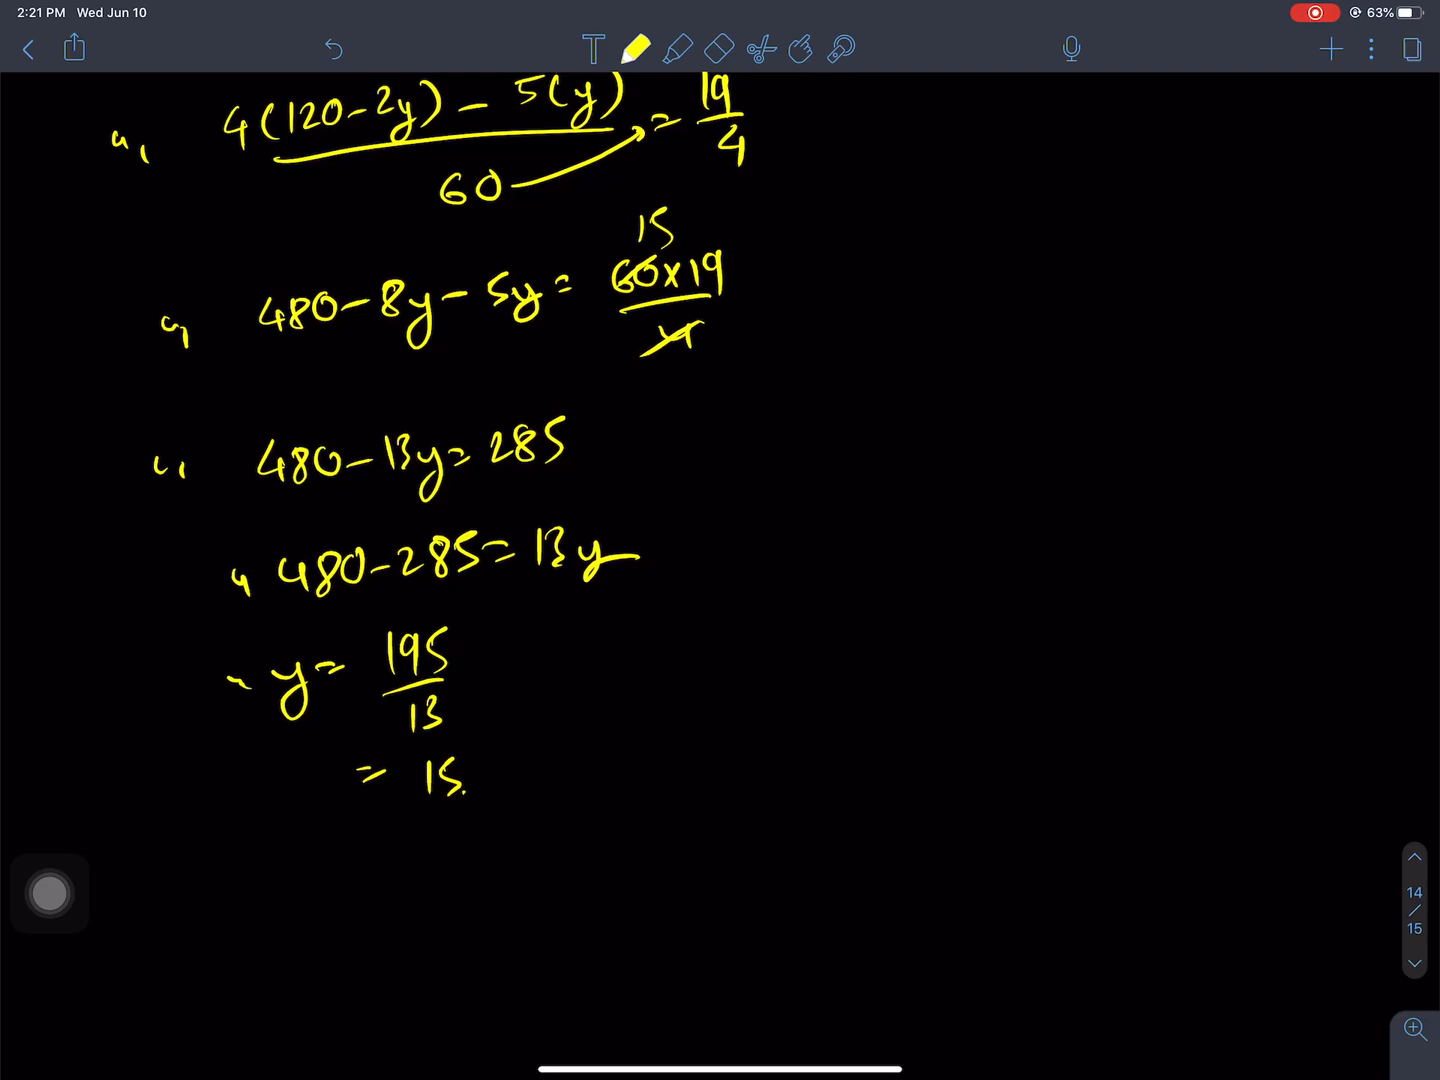 2:21 PM Wed Jun 10
63%
4(120-2y) - 5(y) = 19
60
4
15
480-8y-5y= 60x19
4
480-13y=285
480-285=13y
y= 195
13
= 15.
14
/
15